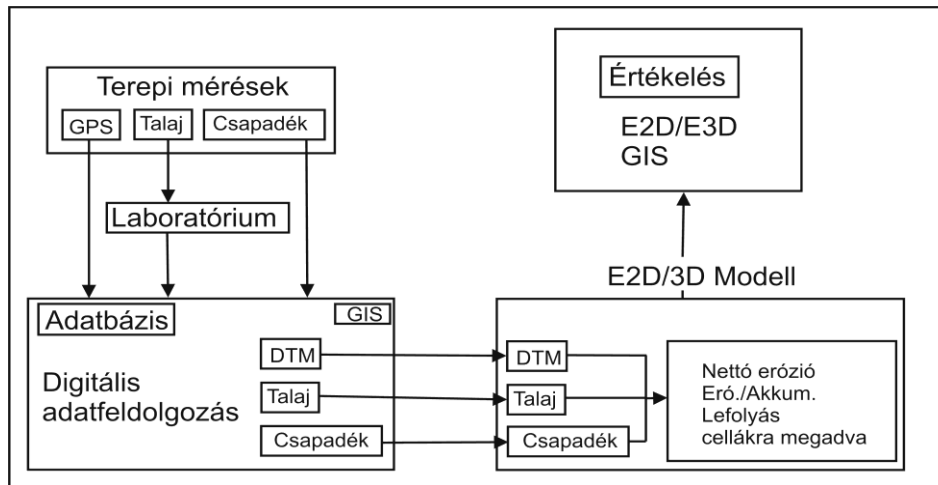 Terepi mérések
GPS
Talaj
Csapadék
Laboratórium
Adatbázis
GIS
Digitális
adatfeldolgozás
DTM
Talaj
Csapadék
Értékelés
E2D/E3D
GIS
E2D/3D Modell
DTM
Talaj
Csapadék
Nettó erózió
Eró./Akkum.
Lefolyás
cellákra megadva